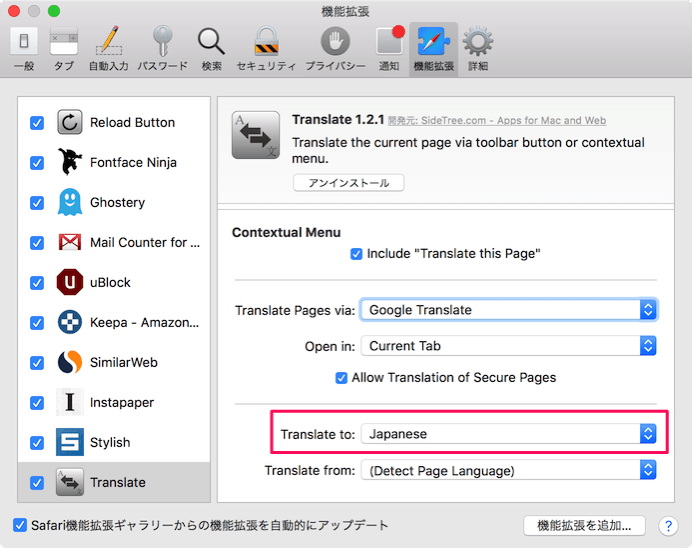 機能拡張
一般 タブ 自動入力 パスワード 検索 セキュリティ プライバシー 通知 機能拡張 詳細
Reload Button
Fontface Ninja
Ghostery
Mail Counter for ...
uBlock
Keepa - Amazon...
SimilarWeb
Instapaper
Stylish
Translate
Translate 1.2.1 開発元: SideTree.com - Apps for Mac and Web
Translate the current page via toolbar button or contextual
menu.
アンインストール
Contextual Menu
Include "Translate this Page"
Translate Pages via: Google Translate
Open in: Current Tab
Allow Translation of Secure Pages
Translate to: Japanese
Translate from: (Detect Page Language)
Safari機能拡張ギャラリーからの機能拡張を自動的にアップデート
機能拡張を追加... ?